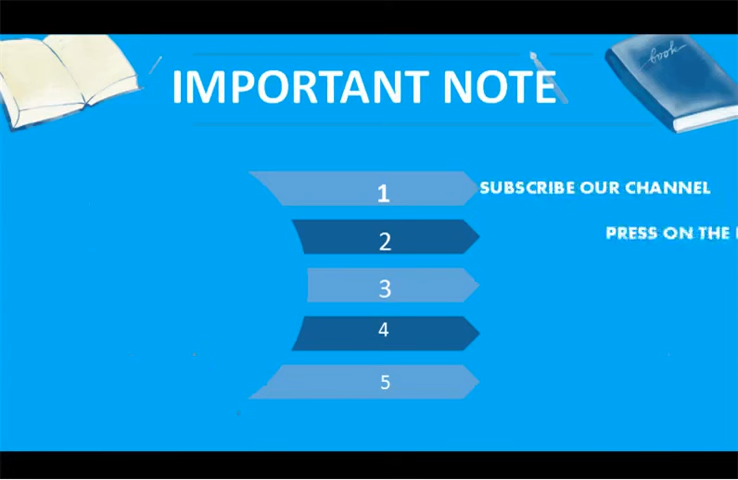 book
IMPORTANT NOTE
1 SUBSCRIBE OUR CHANNEL
2 PRESS ON THE
3
4
5